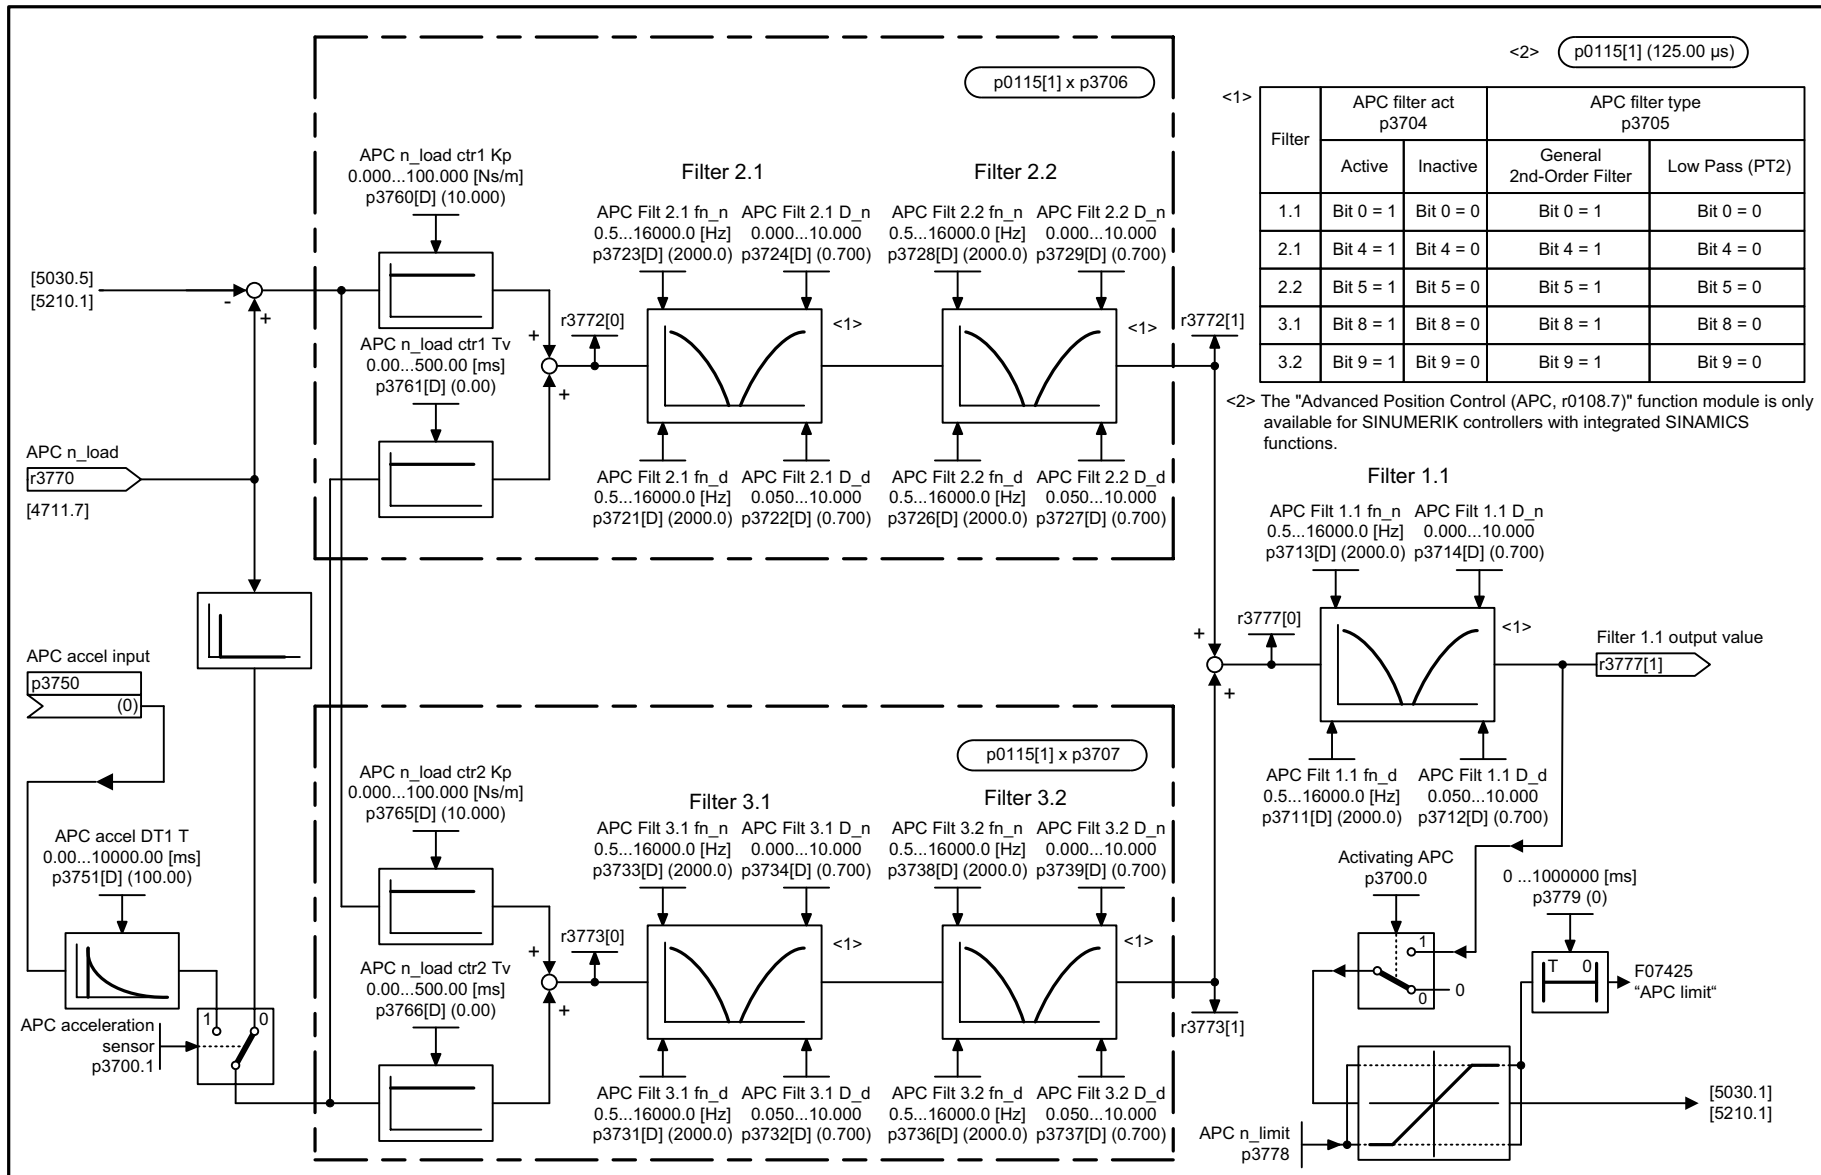 <2> p0115[1] (125.00 µs)
p0115[1] x p3706
<1>
Filter
APC filter act
p3704
APC filter type
p3705
Active
Inactive
General
2nd-Order Filter
Low Pass (PT2)
1.1 Bit 0 = 1 Bit 0 = 0 Bit 0 = 1 Bit 0 = 0
2.1 Bit 4 = 1 Bit 4 = 0 Bit 4 = 1 Bit 4 = 0
2.2 Bit 5 = 1 Bit 5 = 0 Bit 5 = 1 Bit 5 = 0
3.1 Bit 8 = 1 Bit 8 = 0 Bit 8 = 1 Bit 8 = 0
3.2 Bit 9 = 1 Bit 9 = 0 Bit 9 = 1 Bit 9 = 0
<2> The "Advanced Position Control (APC, r0108.7)" function module is only
available for SINUMERIK controllers with integrated SINAMICS
functions.
APC n_load ctr1 Kp
0.000...100.000 [Ns/m]
p3760[D] (10.000)
Filter 2.1
Filter 2.2
APC Filt 2.1 fn_n
0.5...16000.0 [Hz]
p3723[D] (2000.0)
APC Filt 2.1 D_n
0.000...10.000
p3724[D] (0.700)
APC Filt 2.2 fn_n
0.5...16000.0 [Hz]
p3728[D] (2000.0)
APC Filt 2.2 D_n
0.000...10.000
p3729[D] (0.700)
[5030.5]
[5210.1]
-
+
APC n_load ctr1 Tv
0.00...500.00 [ms]
p3761[D] (0.00)
+
+
r3772[0]
<1>
<1>
r3772[1]
APC n_load
r3770
[4711.7]
APC Filt 2.1 fn_d
0.5...16000.0 [Hz]
p3721[D] (2000.0)
APC Filt 2.1 D_d
0.050...10.000
p3722[D] (0.700)
APC Filt 2.2 fn_d
0.5...16000.0 [Hz]
p3726[D] (2000.0)
APC Filt 2.2 D_d
0.050...10.000
p3727[D] (0.700)
Filter 1.1
APC Filt 1.1 fn_n
0.5...16000.0 [Hz]
p3713[D] (2000.0)
APC Filt 1.1 D_n
0.000...10.000
p3714[D] (0.700)
+
+
r3777[0]
<1>
Filter 1.1 output value
r3777[1]
APC Filt 1.1 fn_d
0.5...16000.0 [Hz]
p3711[D] (2000.0)
APC Filt 1.1 D_d
0.050...10.000
p3712[D] (0.700)
APC accel input
p3750
(0)
p0115[1] x p3707
APC n_load ctr2 Kp
0.000...100.000 [Ns/m]
p3765[D] (10.000)
Filter 3.1
Filter 3.2
APC Filt 3.1 fn_n
0.5...16000.0 [Hz]
p3733[D] (2000.0)
APC Filt 3.1 D_n
0.000...10.000
p3734[D] (0.700)
APC Filt 3.2 fn_n
0.5...16000.0 [Hz]
p3738[D] (2000.0)
APC Filt 3.2 D_n
0.000...10.000
p3739[D] (0.700)
APC accel DT1 T
0.00...10000.00 [ms]
p3751[D] (100.00)
APC n_load ctr2 Tv
0.00...500.00 [ms]
p3766[D] (0.00)
+
+
r3773[0]
<1>
<1>
r3773[1]
APC acceleration
sensor
p3700.1
1
0
APC Filt 3.1 fn_d
0.5...16000.0 [Hz]
p3731[D] (2000.0)
APC Filt 3.1 D_d
0.050...10.000
p3732[D] (0.700)
APC Filt 3.2 fn_d
0.5...16000.0 [Hz]
p3736[D] (2000.0)
APC Filt 3.2 D_d
0.050...10.000
p3737[D] (0.700)
Activating APC
p3700.0
1
0
0
0 ...1000000 [ms]
p3779 (0)
T 0
F07425
“APC limit“
APC n_limit
p3778
[5030.1]
[5210.1]